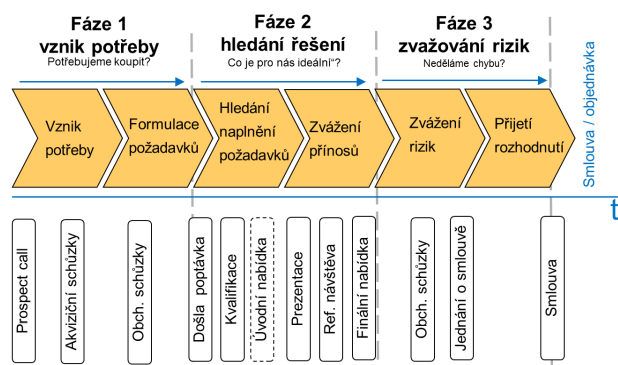 Fáze 1
vznik potřeby
Potřebujeme koupit?
Fáze 2
hledání řešení
Co je pro nás ideální“?
Fáze 3
zvažování rizik
Neděláme chybu?
Vznik
potřeby
Formulace
požadavků
Hledání
naplnění
požadavků
Zvážení
přínosů
Zvážení
rizik
Přijetí
rozhodnutí
Smlouva / objednávka
t
Prospect call
Akviziční schůzky
Obch. schůzky
Došla poptávka
Kvalifikace
Úvodní nabídka
Prezentace
Ref. návštěva
Finální nabídka
Obch. schůzky
Jednání o smlouvě
Smlouva